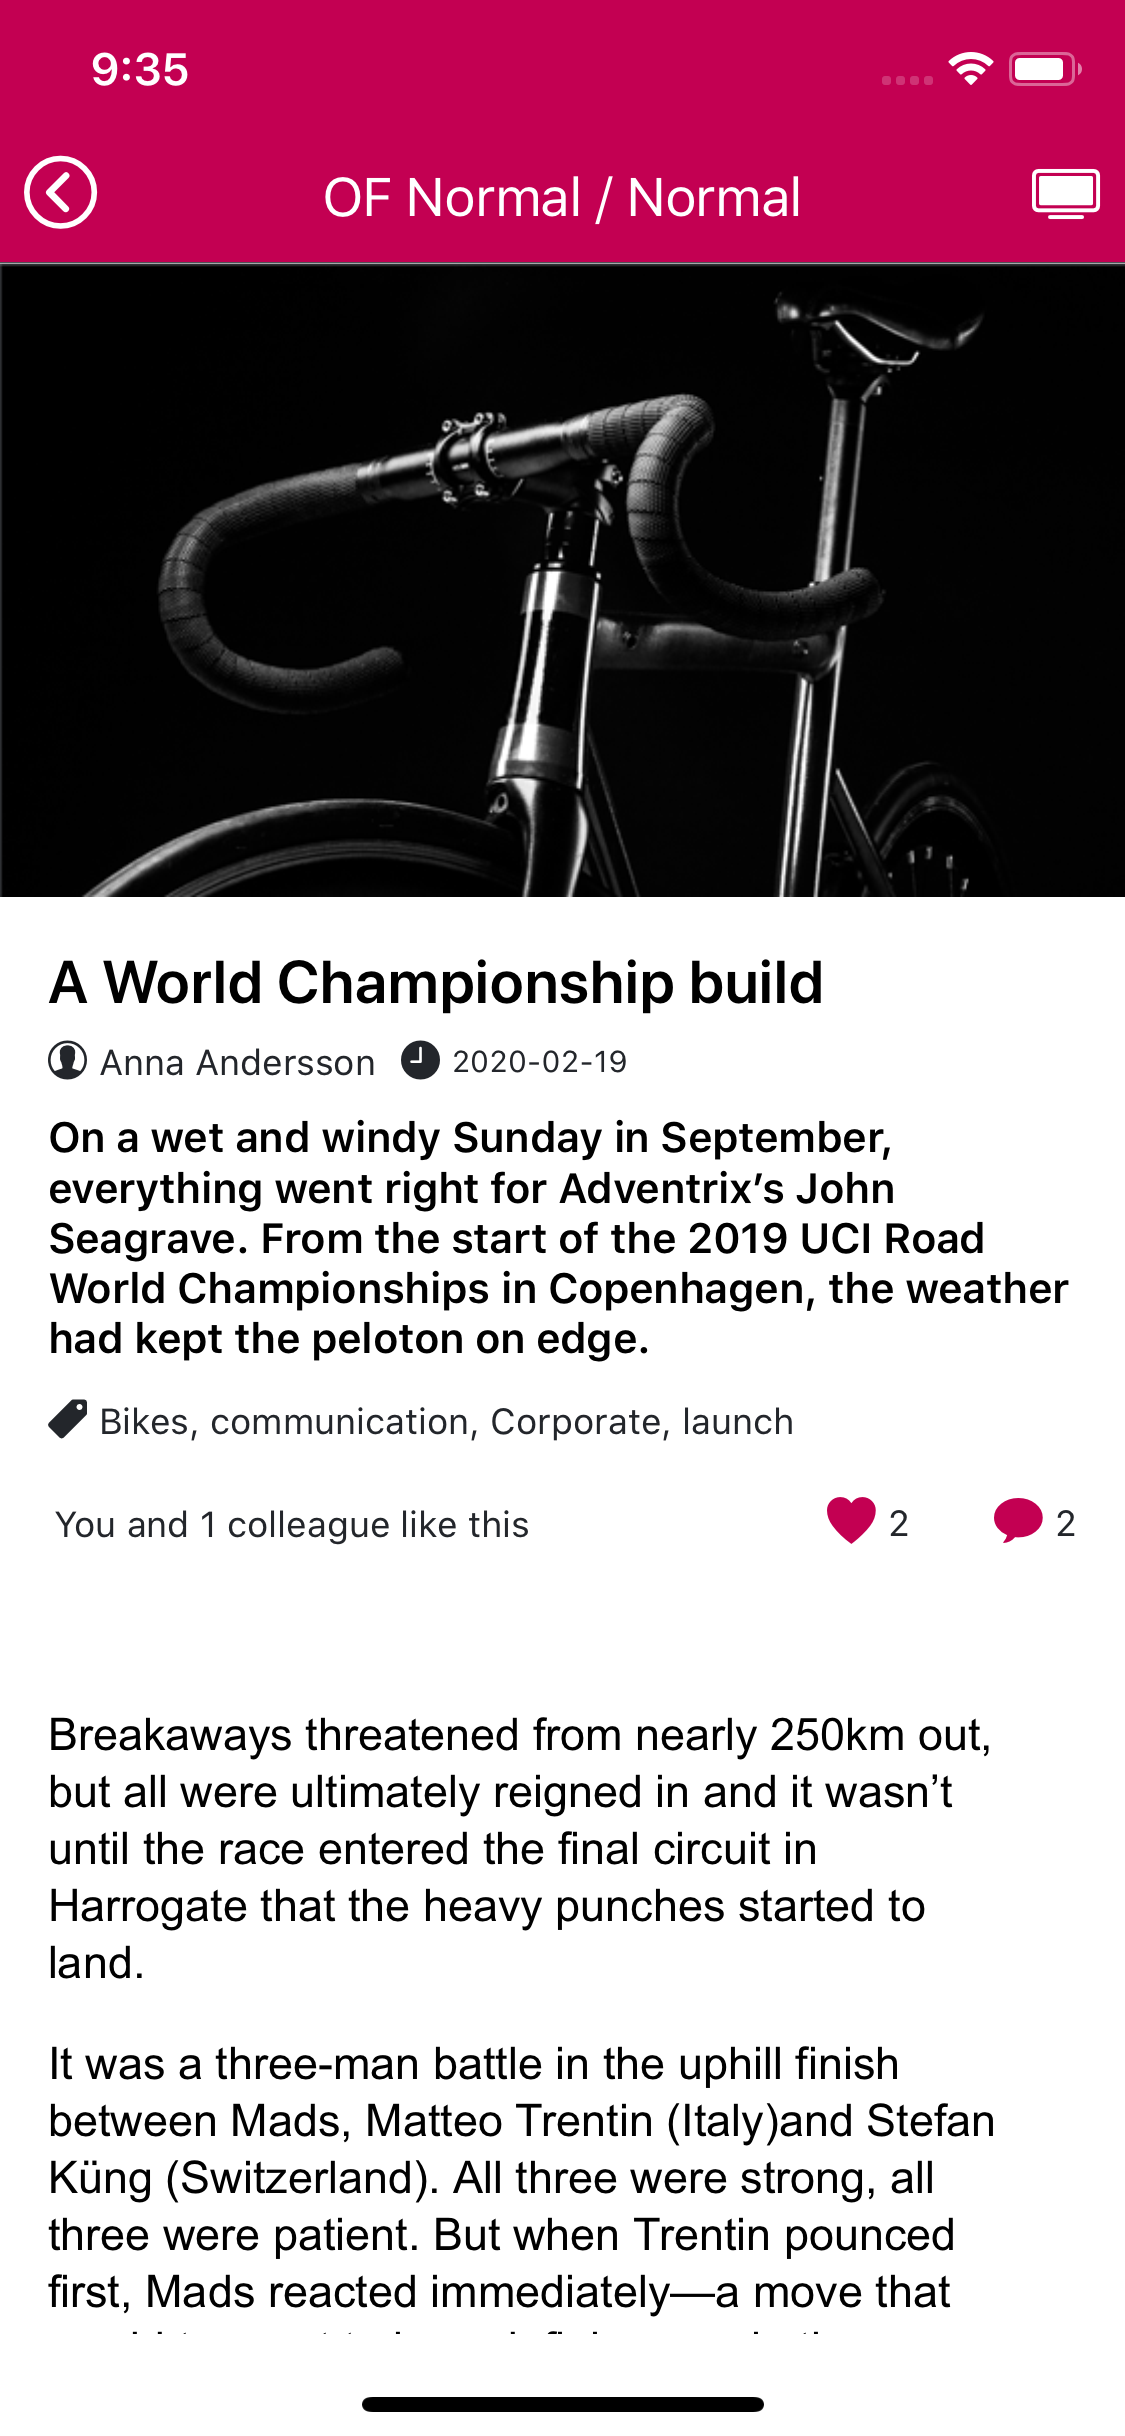 9:35
OF Normal / Normal
A World Championship build
Anna Andersson 2020-02-19
On a wet and windy Sunday in September,
everything went right for Adventrix’s John
Seagrave. From the start of the 2019 UCI Road
World Championships in Copenhagen, the weather
had kept the peloton on edge.
Bikes, communication, Corporate, launch
You and 1 colleague like this 2 2
Breakaways threatened from nearly 250km out,
but all were ultimately reigned in and it wasn’t
until the race entered the final circuit in
Harrogate that the heavy punches started to
land.
It was a three-man battle in the uphill finish
between Mads, Matteo Trentin (Italy)and Stefan
Küng (Switzerland). All three were strong, all
three were patient. But when Trentin pounced
first, Mads reacted immediately—a move that